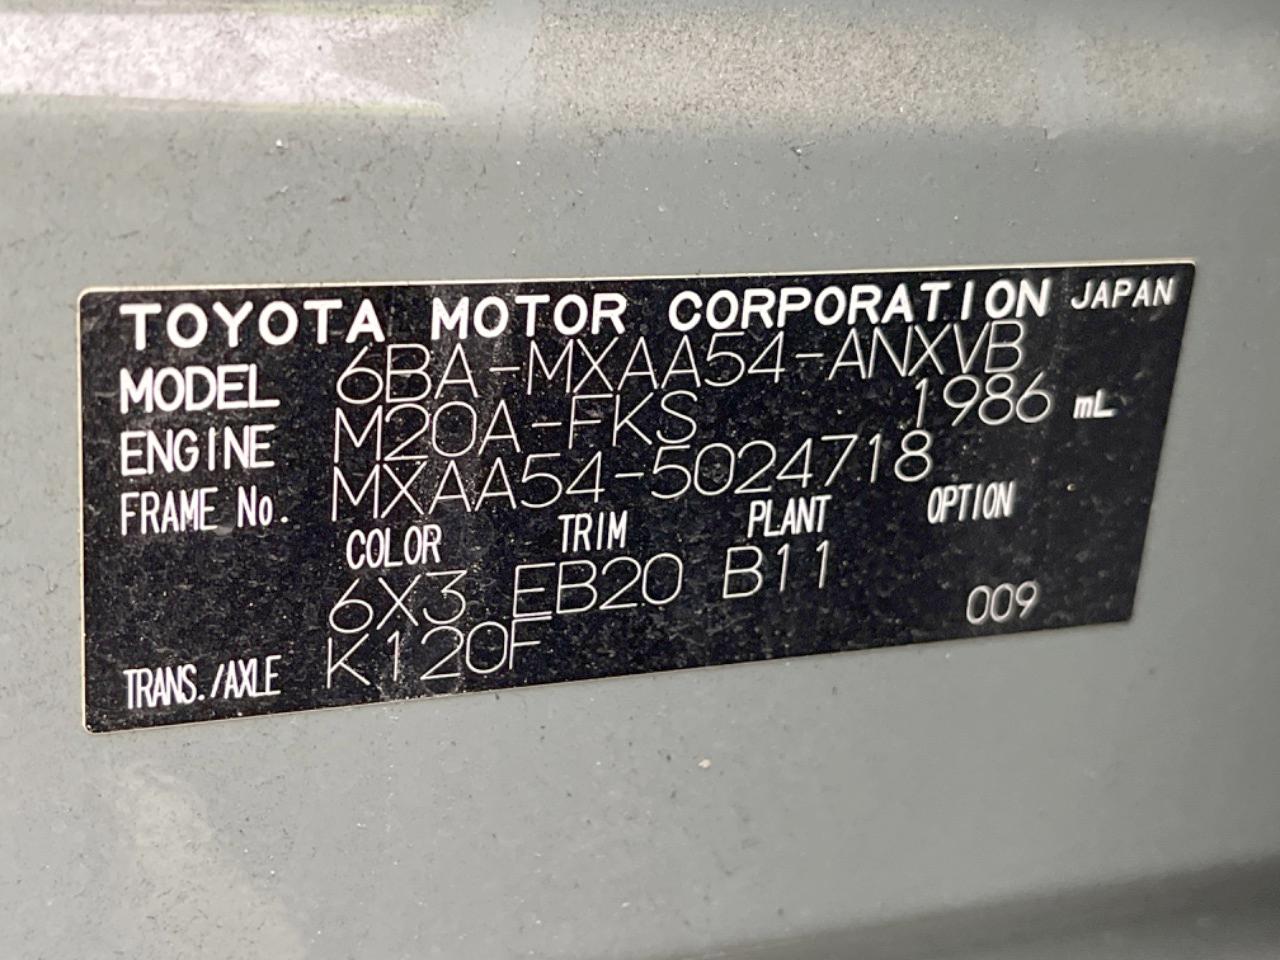 TOYOTA MOTOR CORPORATION JAPAN
MODEL 6BA-MXAA54-ANXVB
ENGINE M20A-FKS 1986 mL
FRAME No. MXAA54-5024718
COLOR TRIM PLANT OPTION
6X3 EB20 B11 009
TRANS./AXLE K120F